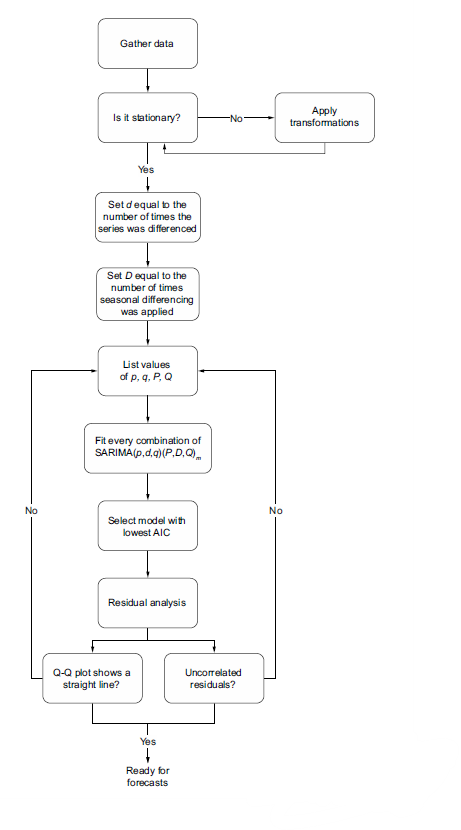 Gather data
Is it stationary?
No
Apply
transformations
Yes
Set d equal to the
number of times the
series was differenced
Set D equal to the
number of times
seasonal differencing
was applied
List values
of p, q, P, Q
Fit every combination of
SARIMA(p,d,q)(P,D,Q)m
No
No
Select model with
lowest AIC
Residual analysis
Q-Q plot shows a
straight line?
Uncorrelated
residuals?
Yes
Ready for
forecasts